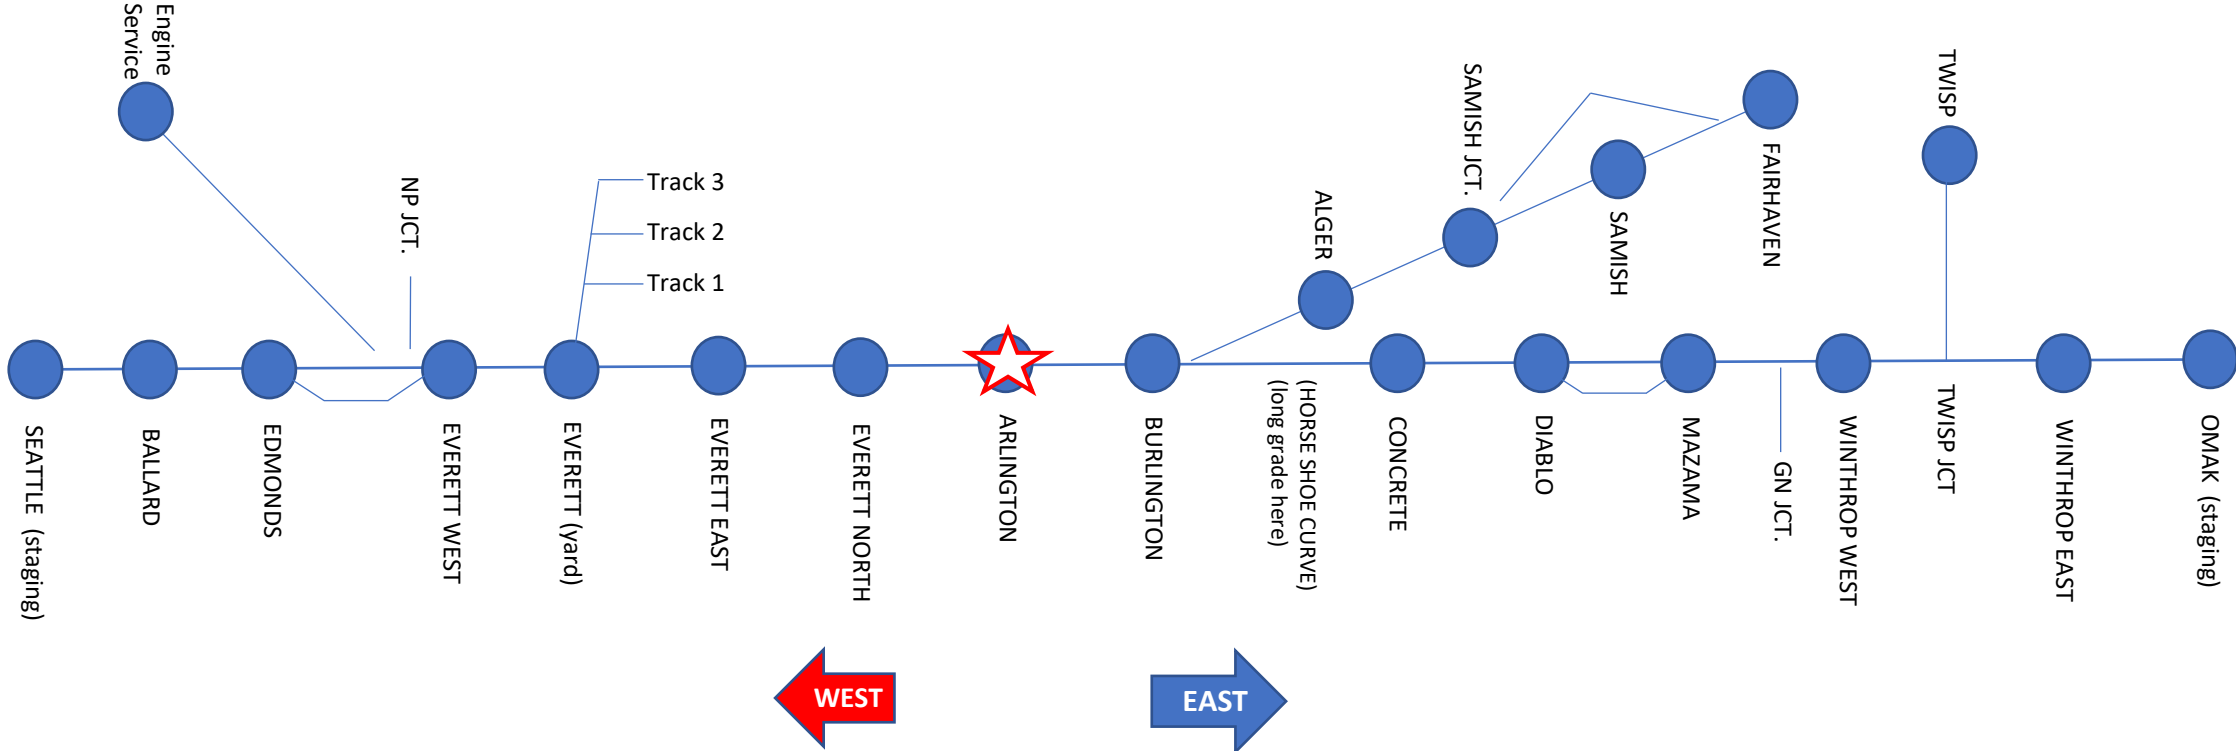 Engine
Service
NP JCT.
Track 3
Track 2
Track 1
ALGER
SAMISH JCT.
SAMISH
FAIRHAVEN
TWISP
SEATTLE (staging)
BALLARD
EDMONDS
EVERETT WEST
EVERETT (yard)
EVERETT EAST
EVERETT NORTH
ARLINGTON
BURLINGTON
(HORSE SHOE CURVE)
(long grade here)
CONCRETE
DIABLO
MAZAMA
GN JCT.
WINTHROP WEST
TWISP JCT
WINTHROP EAST
OMAK (staging)
WEST
EAST